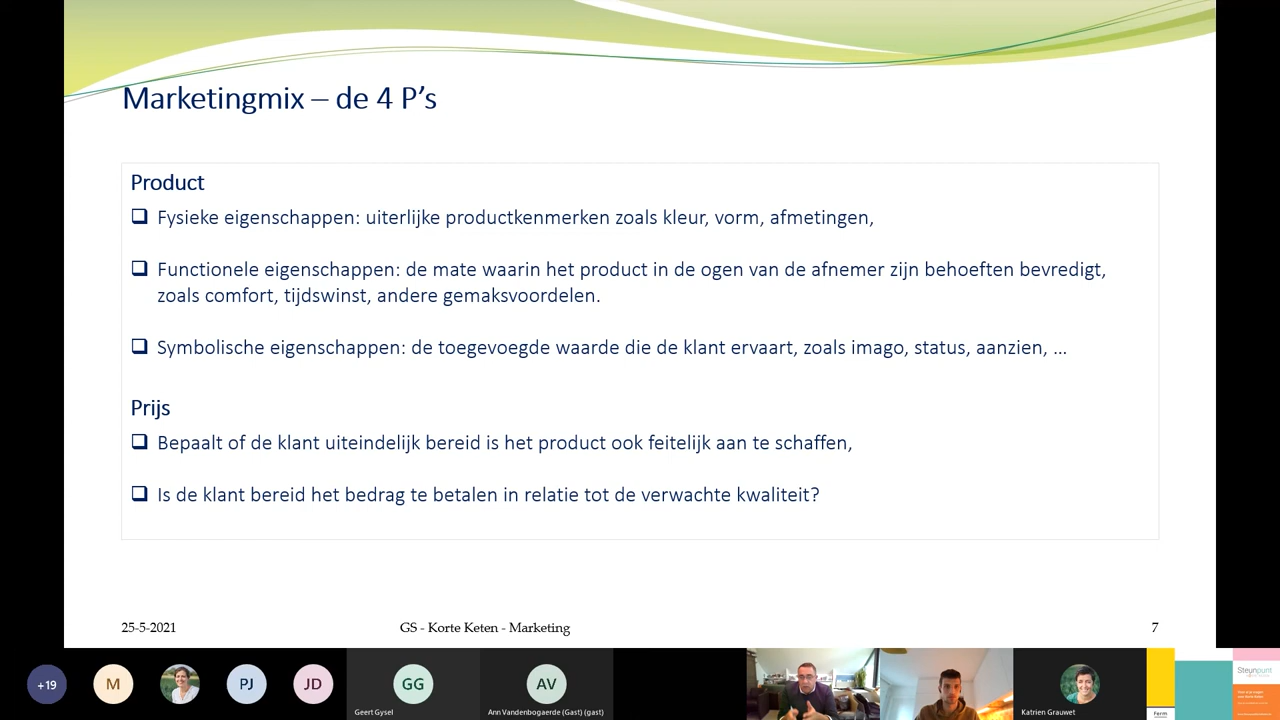 Marketingmix – de 4 P’s
Product
Fysieke eigenschappen: uiterlijke productkenmerken zoals kleur, vorm, afmetingen,
Functionele eigenschappen: de mate waarin het product in de ogen van de afnemer zijn behoeften bevredigt,
zoals comfort, tijdswinst, andere gemaksvoordelen.
Symbolische eigenschappen: de toegevoegde waarde die de klant ervaart, zoals imago, status, aanzien, …
Prijs
Bepaalt of de klant uiteindelijk bereid is het product ook feitelijk aan te schaffen,
Is de klant bereid het bedrag te betalen in relatie tot de verwachte kwaliteit?
25-5-2021
GS - Korte Keten - Marketing
7
+19
M
PJ
JD
GG
Geert Gysel
AV
Ann Vandenbogaerde (Gast) (gast)
Katrien Grauwet
Ferm
Steunpunt